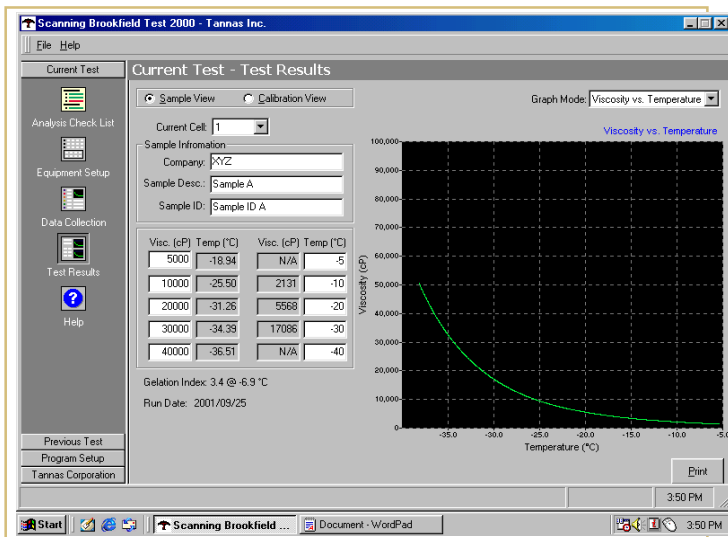 Scanning Brookfield Test 2000 - Tannas Inc.
File Help
Current Test
Analysis Check List
Equipment Setup
Data Collection
Test Results
Help
Previous Test
Program Setup
Tannas Corporation
Current Test - Test Results
Sample View Calibration View
Graph Mode: Viscosity vs. Temperature
Current Cell: 1
Sample Infromation
Company: XYZ
Sample Desc.: Sample A
Sample ID: Sample ID A
Visc. (cP) Temp (°C) Visc. (cP) Temp (°C)
5000 -18.94 N/A -5
10000 -25.50 2131 -10
20000 -31.26 5568 -20
30000 -34.39 17086 -30
40000 -36.51 N/A -40
Gelation Index: 3.4 @ -6.9 °C
Run Date: 2001/09/25
Viscosity vs. Temperature
100,000
90,000
80,000
70,000
60,000
50,000
40,000
30,000
20,000
10,000
0
Viscosity (cP)
-35.0 -30.0 -25.0 -20.0 -15.0 -10.0 -5.0
Temperature (°C)
Print
3:50 PM
Start Scanning Brookfield ... Document - WordPad 3:50 PM